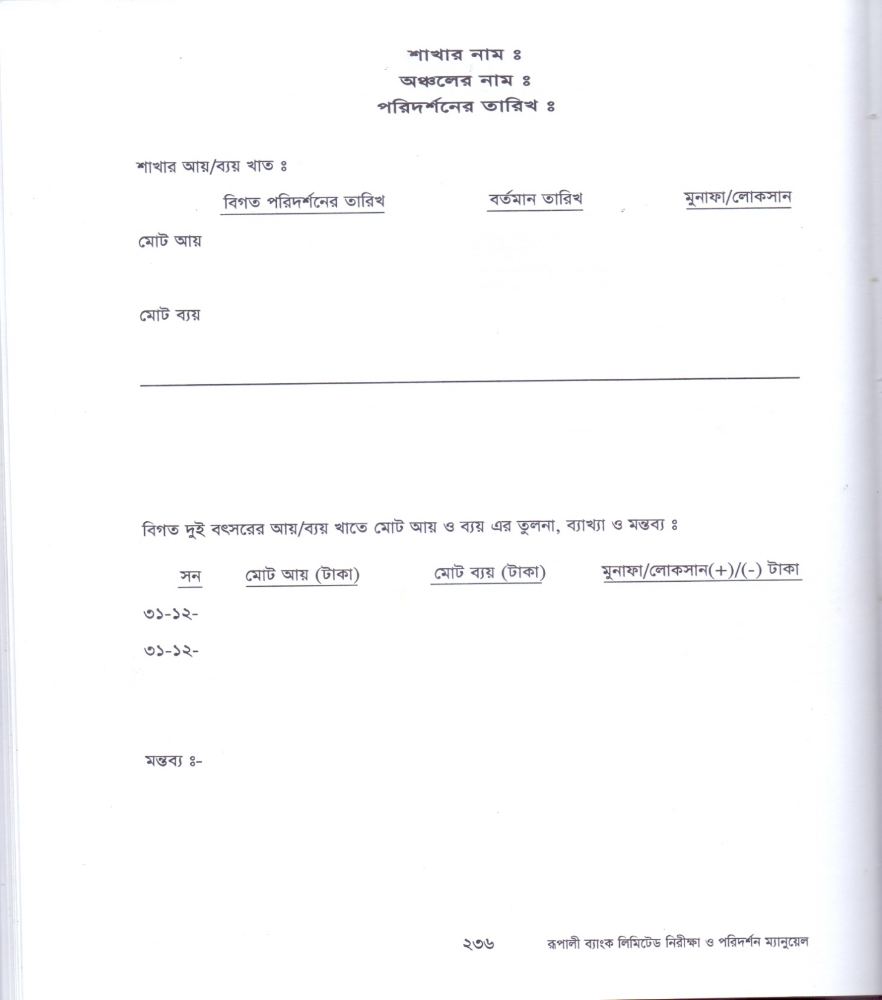 শাখার নাম ঃ
অঞ্চলের নাম ঃ
পরিদর্শনের তারিখ ঃ
শাখার আয়/ব্যয় খাত ঃ
বিগত পরিদর্শনের তারিখ বর্তমান তারিখ মুনাফা/লোকসান
মোট আয়
মোট ব্যয়
বিগত দুই বৎসরের আয়/ব্যয় খাতে মোট আয় ও ব্যয় এর তুলনা, ব্যাখ্যা ও মন্তব্য ঃ
সন মোট আয় (টাকা) মোট ব্যয় (টাকা) মুনাফা/লোকসান(+)/(-) টাকা
৩১-১২-
৩১-১২-
মন্তব্য ঃ-
২৩৬ রূপালী ব্যাংক লিমিটেড নিরীক্ষা ও পরিদর্শন ম্যানুয়েল